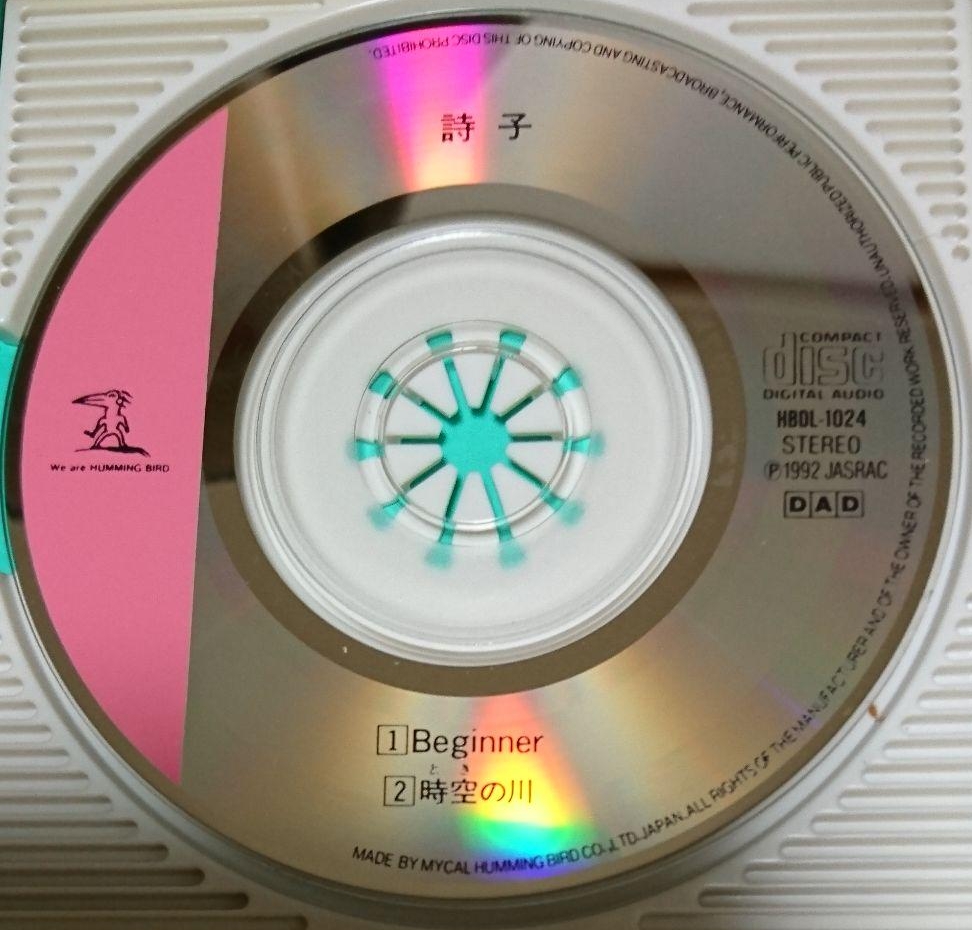 詩子
We are HUMMING BIRD
COMPACT
disc
DIGITAL AUDIO
HBDL-1024
STEREO
Ⓟ1992 JASRAC
DAD
1 Beginner
とき
2 時空の川
MADE BY MYCAL HUMMING BIRD CO.,LTD. JAPAN. ALL RIGHTS OF THE MANUFACTURER AND OF THE OWNER OF THE RECORDED WORK RESERVED. UNAUTHORIZED PUBLIC PERFORMANCE, BROADCASTING AND COPYING OF THIS DISC PROHIBITED.